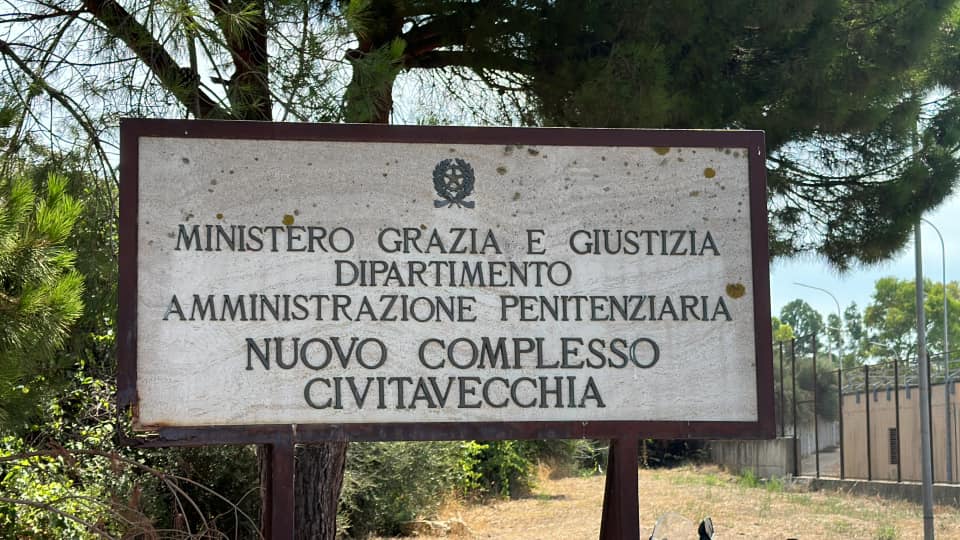 MINISTERO GRAZIA E GIUSTIZIA
DIPARTIMENTO
AMMINISTRAZIONE PENITENZIARIA
NUOVO COMPLESSO
CIVITAVECCHIA